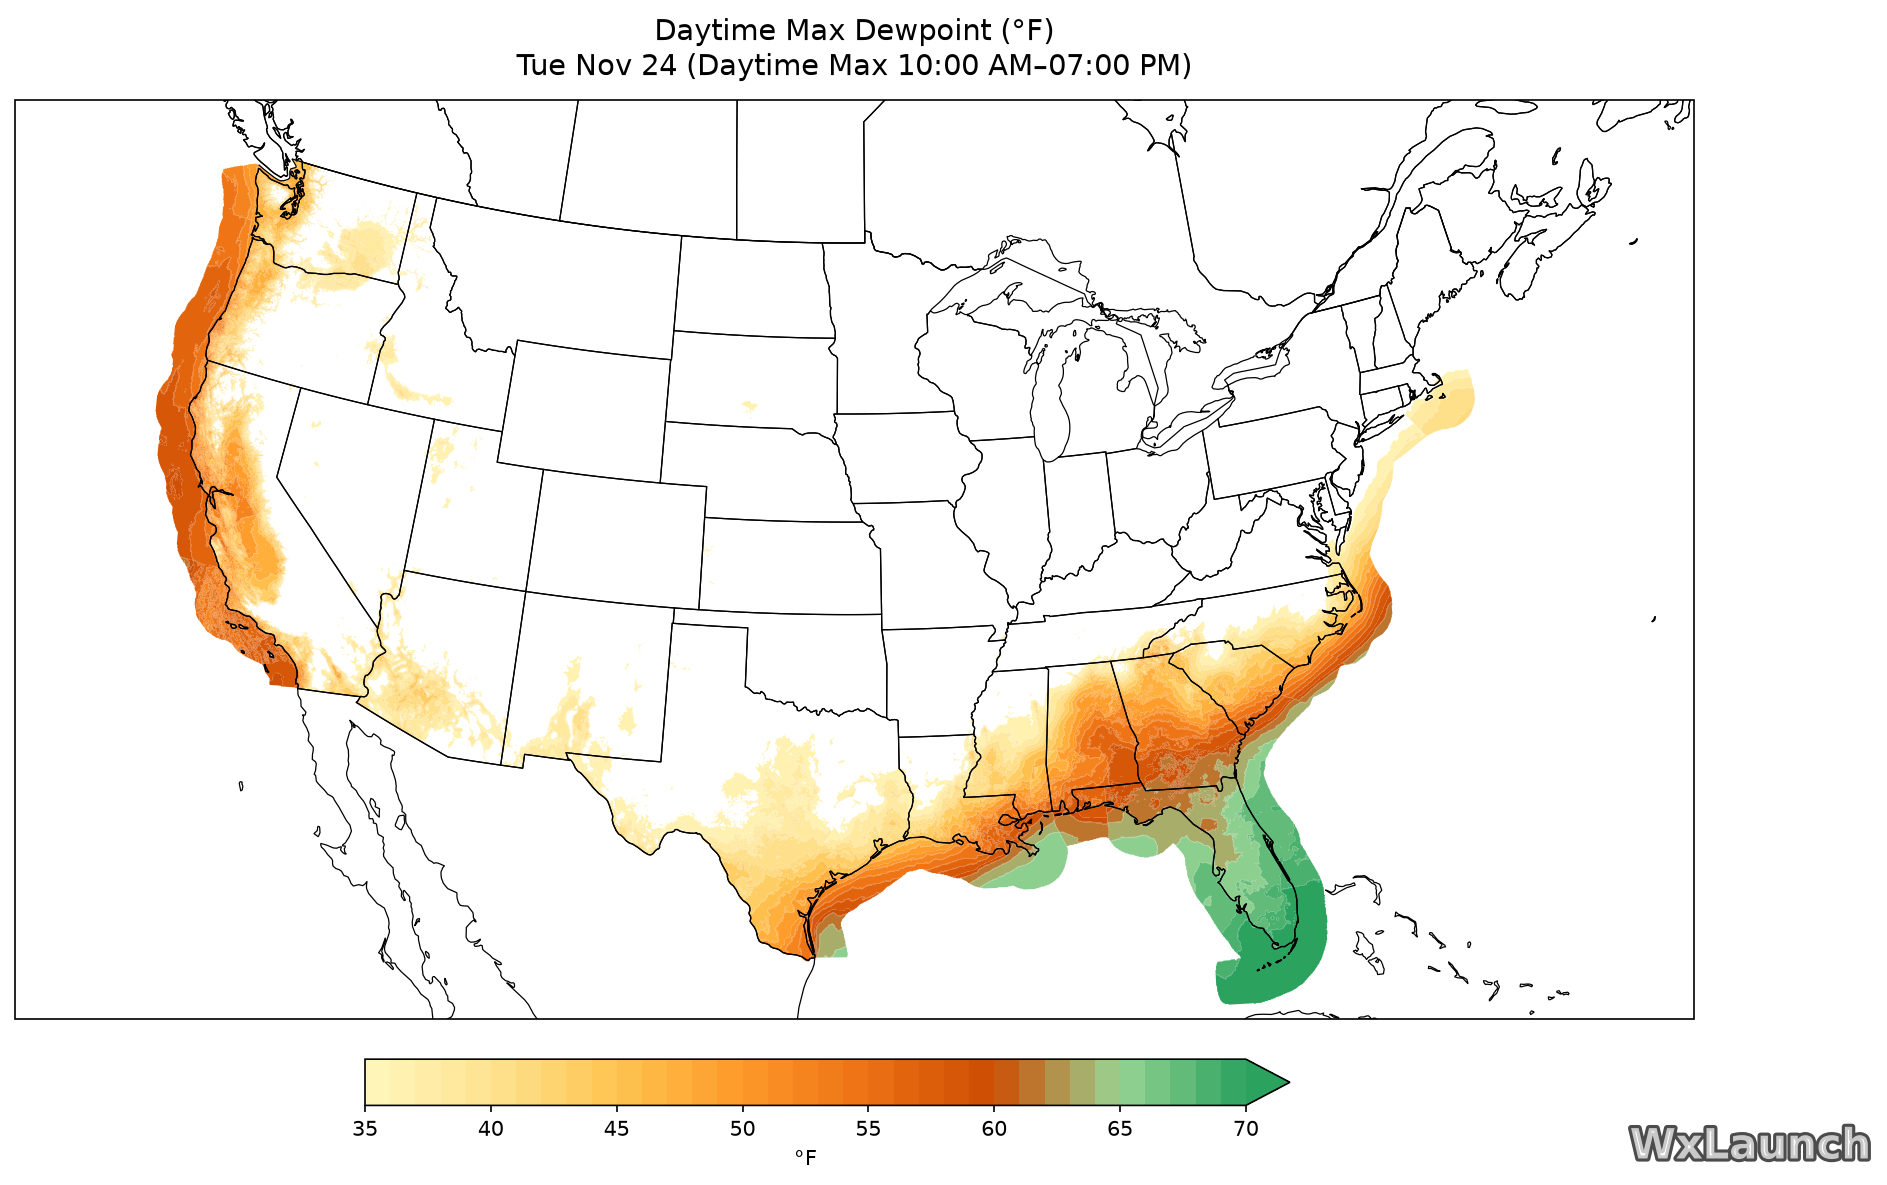 Daytime Max Dewpoint (°F)
Tue Nov 24 (Daytime Max 10:00 AM–07:00 PM)
35 40 45 50 55 60 65 70
°F
WxLaunch